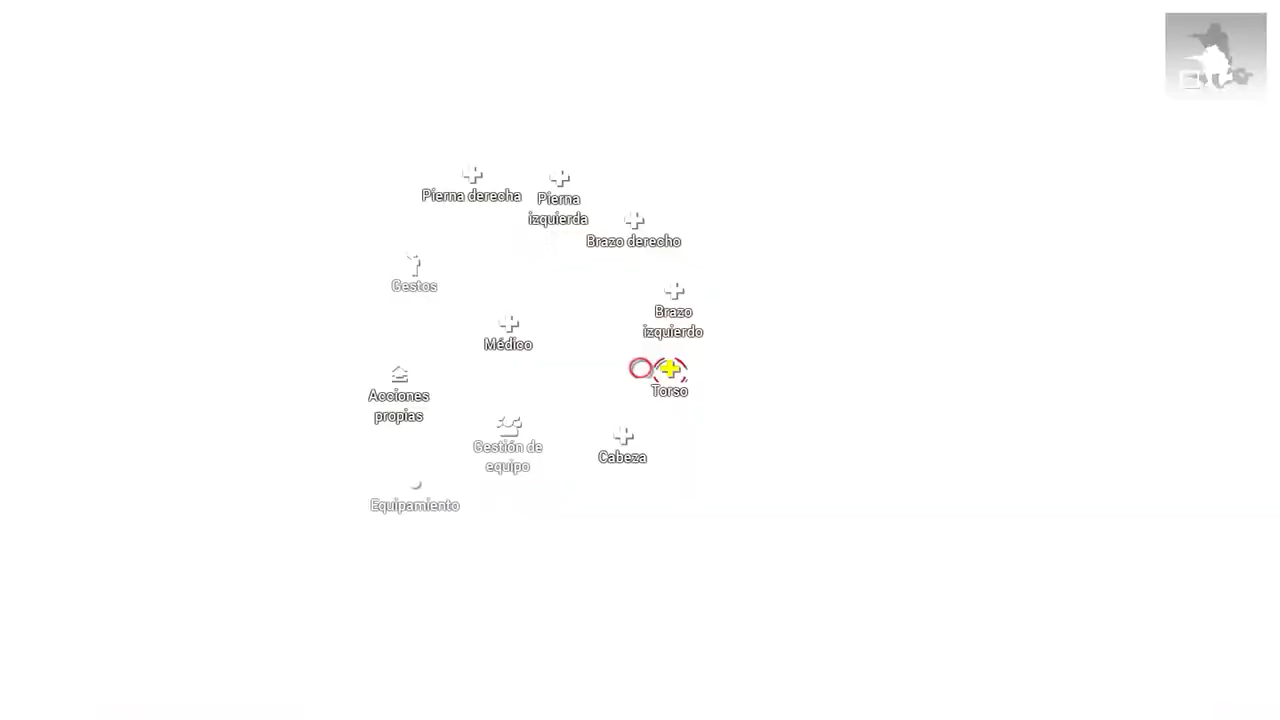 Pierna derecha
Pierna
izquierda
Brazo derecho
Gestos
Brazo
izquierdo
Médico
Acciones
propias
Torso
Gestión de
equipo
Cabeza
Equipamiento